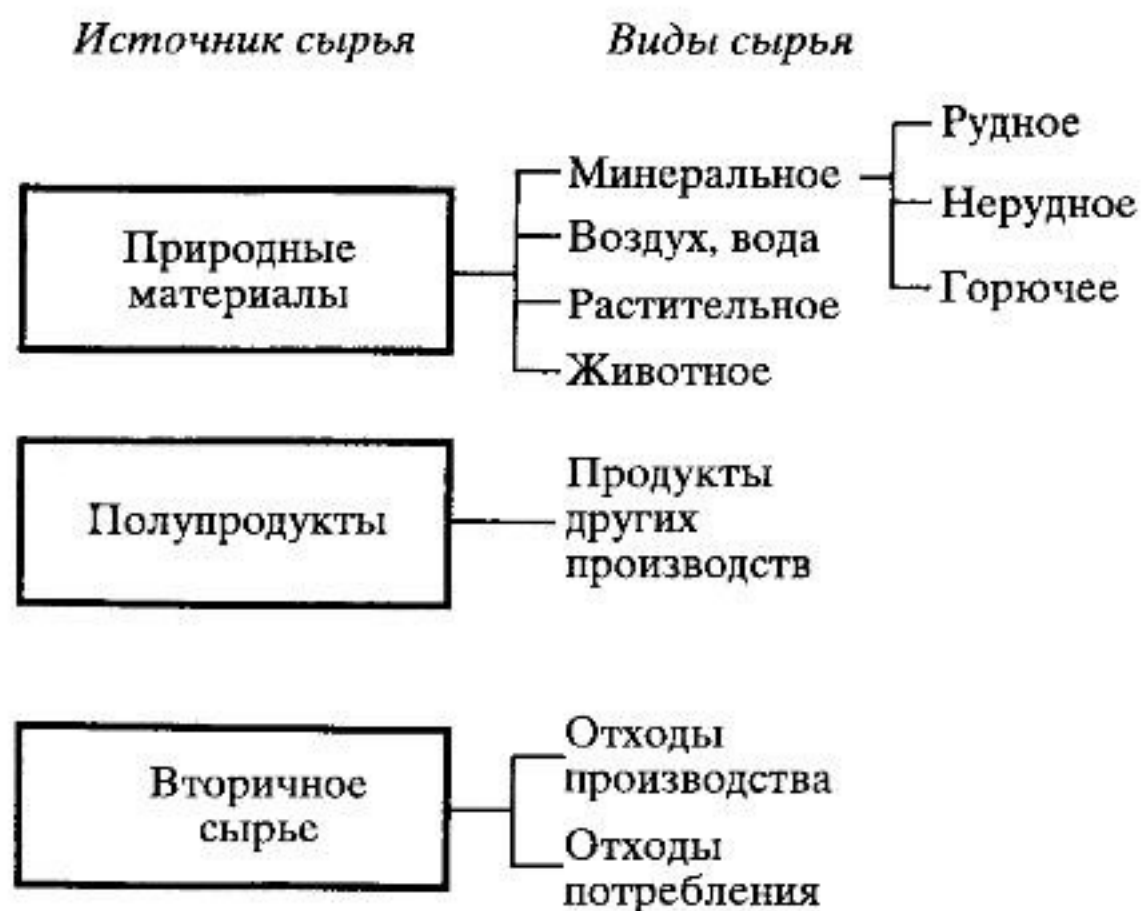 Источник сырья
Виды сырья
Природные
материалы
Минеральное
Воздух, вода
Растительное
Животное
Рудное
Нерудное
Горючее
Полупродукты
Продукты
других
производств
Вторичное
сырье
Отходы
производства
Отходы
потребления